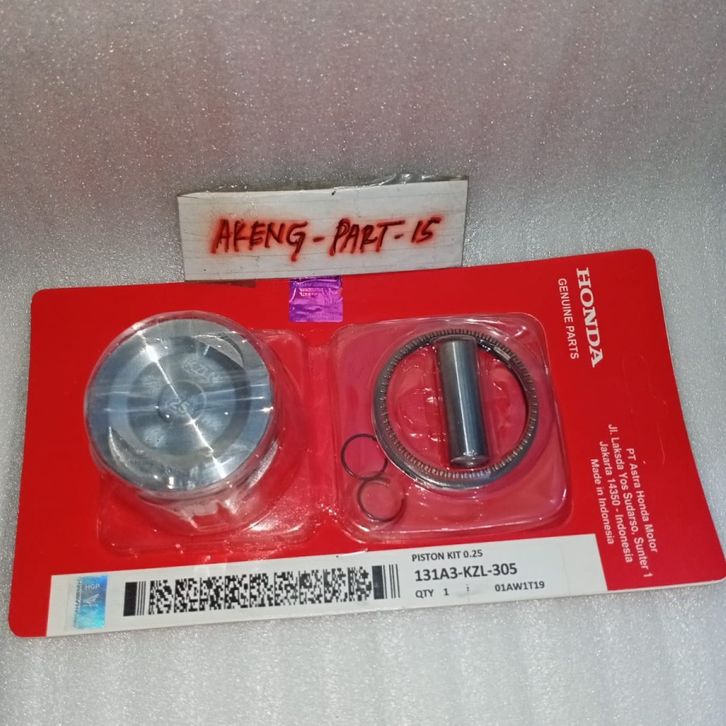 AKENG-PART-15
HONDA
GENUINE PARTS
PT Astra Honda Motor
Jl. Laksda Yos Sudarso, Sunter 1
Jakarta 14350 - Indonesia
Made in Indonesia
PISTON KIT 0.25
131A3-KZL-305
QTY 1 : 01AW1T19
HGP